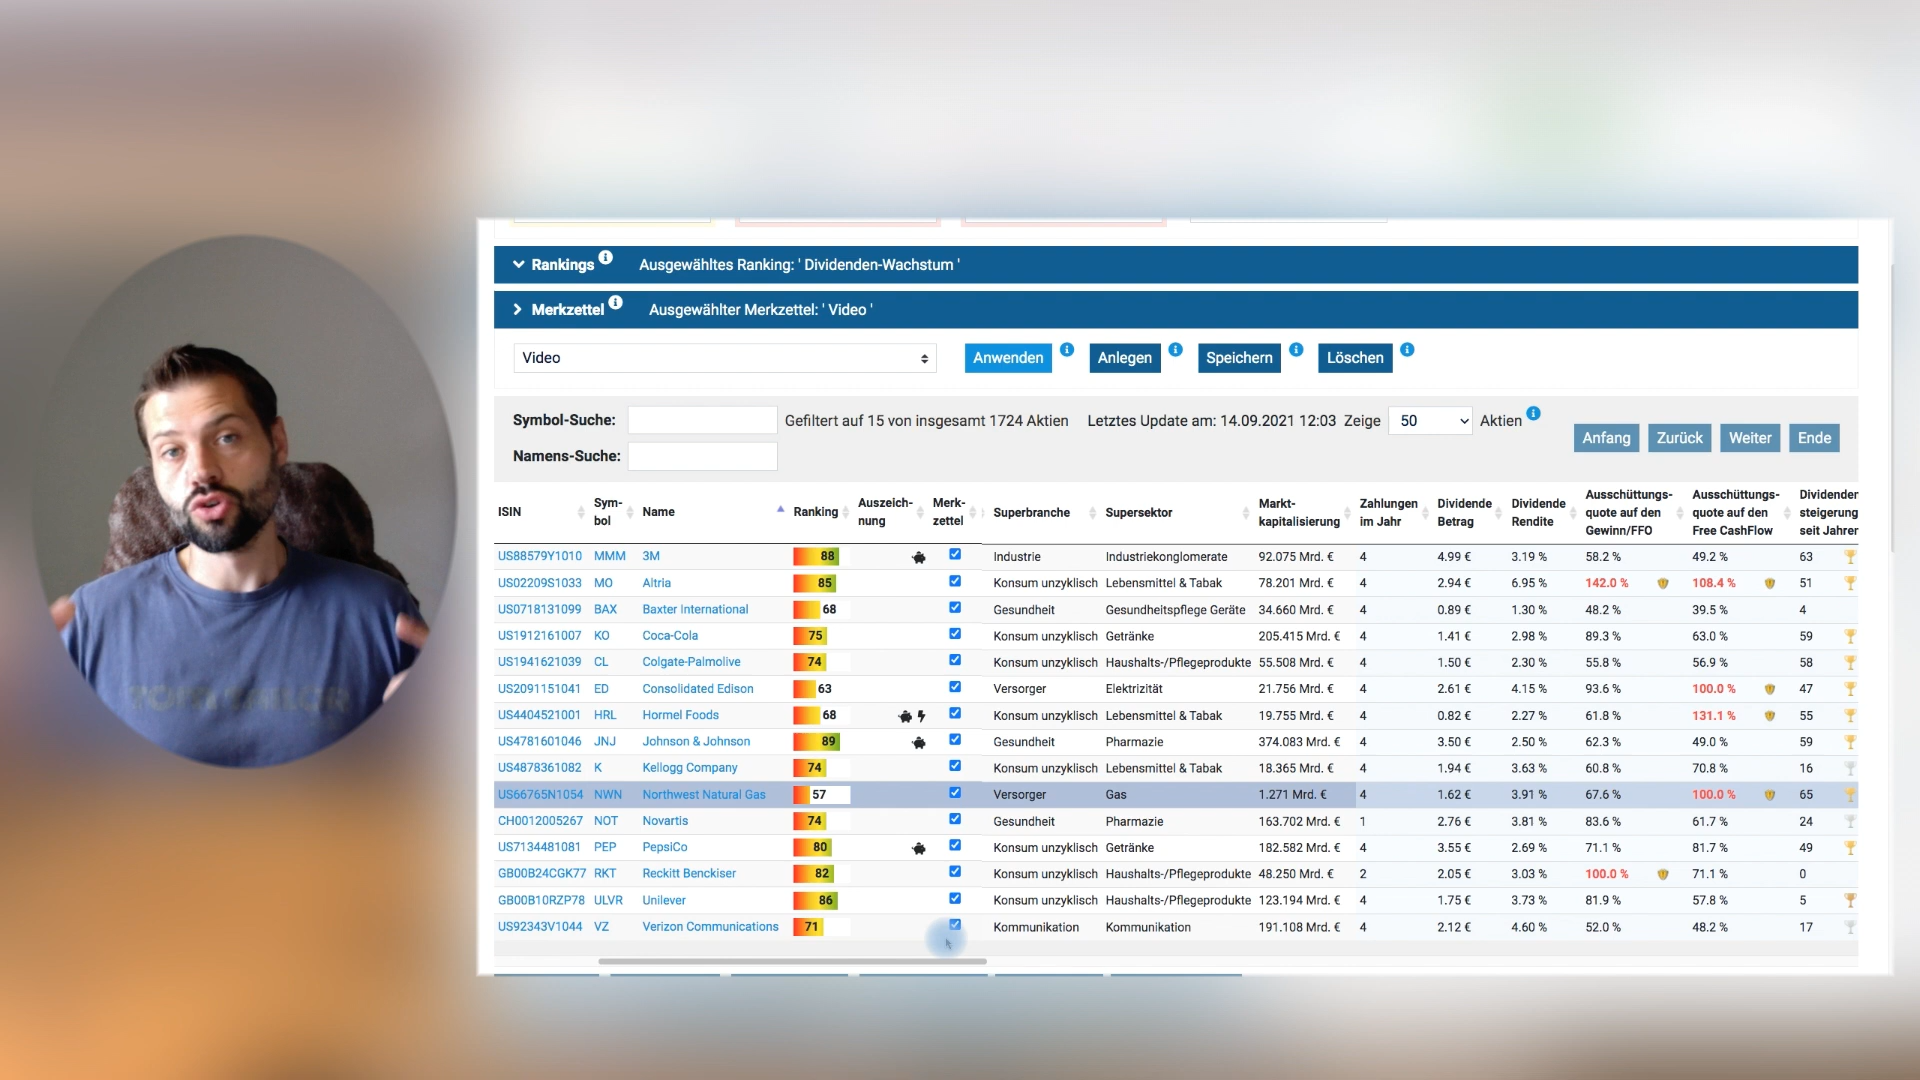 Rankings Ausgewähltes Ranking: ' Dividenden-Wachstum '
Merkzettel Ausgewählter Merkzettel: ' Video '
Video Anwenden Anlegen Speichern Löschen
Symbol-Suche: Gefiltert auf 15 von insgesamt 1724 Aktien Letztes Update am: 14.09.2021 12:03 Zeige 50 Aktien
Anfang Zurück Weiter Ende
Namens-Suche:
ISIN Sym-bol Name Ranking Auszeich-nung Merk-zettel Superbranche Supersektor Markt-kapitalisierung Zahlungen im Jahr Dividende Betrag Dividende Rendite Ausschüttungs-quote auf den Gewinn/FFO Ausschüttungs-quote auf den Free CashFlow Dividenden steigerung seit Jahren
US88579Y1010 MMM 3M 88 Industrie Industriekonglomerate 92.075 Mrd. € 4 4.99 € 3.19 % 58.2 % 49.2 % 63
US02209S1033 MO Altria 85 Konsum unzyklisch Lebensmittel & Tabak 78.201 Mrd. € 4 2.94 € 6.95 % 142.0 % 108.4 % 51
US0718131099 BAX Baxter International 68 Gesundheit Gesundheitspflege Geräte 34.660 Mrd. € 4 0.89 € 1.30 % 48.2 % 39.5 % 4
US1912161007 KO Coca-Cola 75 Konsum unzyklisch Getränke 205.415 Mrd. € 4 1.41 € 2.98 % 89.3 % 63.0 % 59
US1941621039 CL Colgate-Palmolive 74 Konsum unzyklisch Haushalts-/Pflegeprodukte 55.508 Mrd. € 4 1.50 € 2.30 % 55.8 % 56.9 % 58
US2091151041 ED Consolidated Edison 63 Versorger Elektrizität 21.756 Mrd. € 4 2.61 € 4.15 % 93.6 % 100.0 % 47
US4404521001 HRL Hormel Foods 68 Konsum unzyklisch Lebensmittel & Tabak 19.755 Mrd. € 4 0.82 € 2.27 % 61.8 % 131.1 % 55
US4781601046 JNJ Johnson & Johnson 89 Gesundheit Pharmazie 374.083 Mrd. € 4 3.50 € 2.50 % 62.3 % 49.0 % 59
US4878361082 K Kellogg Company 74 Konsum unzyklisch Lebensmittel & Tabak 18.365 Mrd. € 4 1.94 € 3.63 % 60.8 % 70.8 % 16
US66765N1054 NWN Northwest Natural Gas 57 Versorger Gas 1.271 Mrd. € 4 1.62 € 3.91 % 67.6 % 100.0 % 65
CH0012005267 NOT Novartis 74 Gesundheit Pharmazie 163.702 Mrd. € 1 2.76 € 3.81 % 83.6 % 61.7 % 24
US7134481081 PEP PepsiCo 80 Konsum unzyklisch Getränke 182.582 Mrd. € 4 3.55 € 2.69 % 71.1 % 81.7 % 49
GB00B24CGK77 RKT Reckitt Benckiser 82 Konsum unzyklisch Haushalts-/Pflegeprodukte 48.250 Mrd. € 2 2.05 € 3.03 % 100.0 % 71.1 % 0
GB00B10RZP78 ULVR Unilever 86 Konsum unzyklisch Haushalts-/Pflegeprodukte 123.194 Mrd. € 4 1.75 € 3.73 % 81.9 % 57.8 % 5
US92343V1044 VZ Verizon Communications 71 Kommunikation Kommunikation 191.108 Mrd. € 4 2.12 € 4.60 % 52.0 % 48.2 % 17